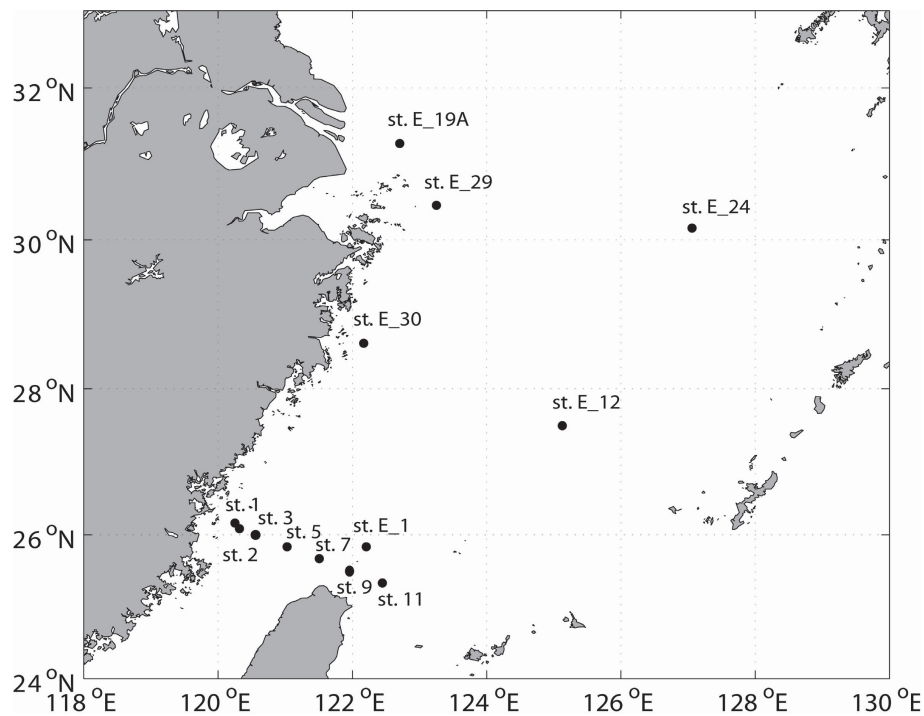 32°N
st. E_19A
st. E_29
st. E_24
30°N
st. E_30
28°N
st. E_12
st. 1
st. 3
st. 5
st. E_1
26°N
st. 2
st. 7
st. 9
st. 11
24°N
118°E 120°E 122°E 124°E 126°E 128°E 130°E